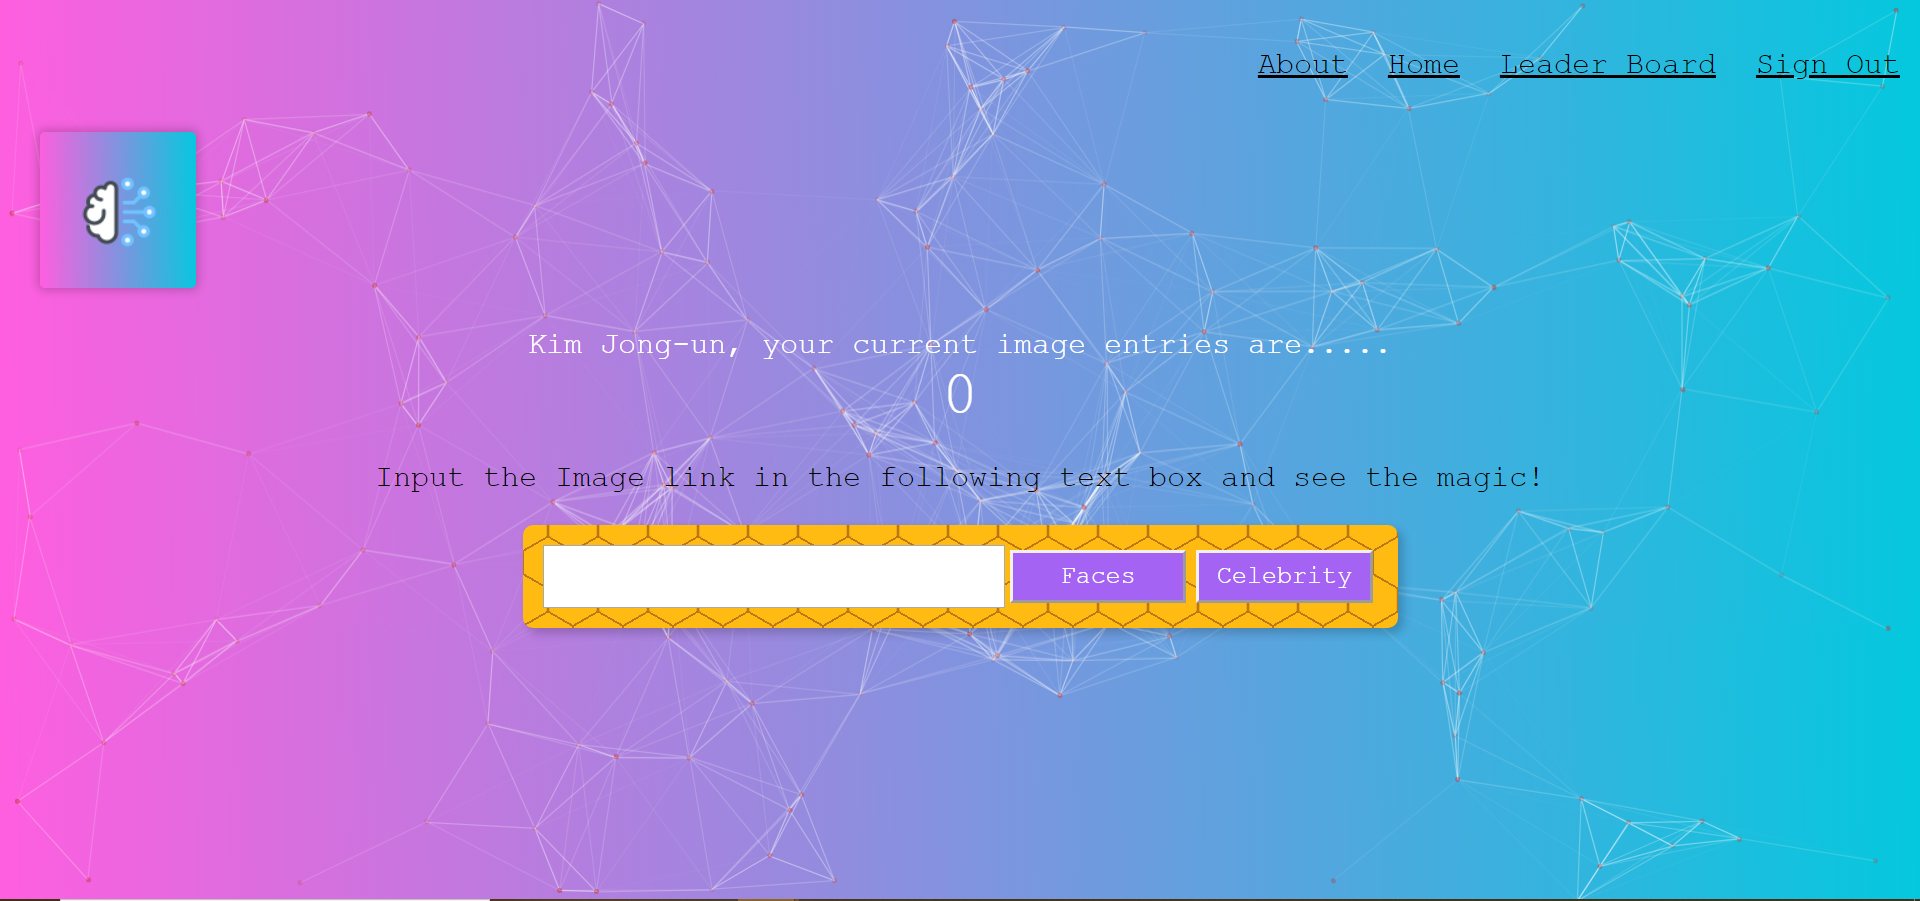 About Home Leader Board Sign Out
Kim Jong-un, your current image entries are.....
0
Input the Image link in the following text box and see the magic!
Faces Celebrity